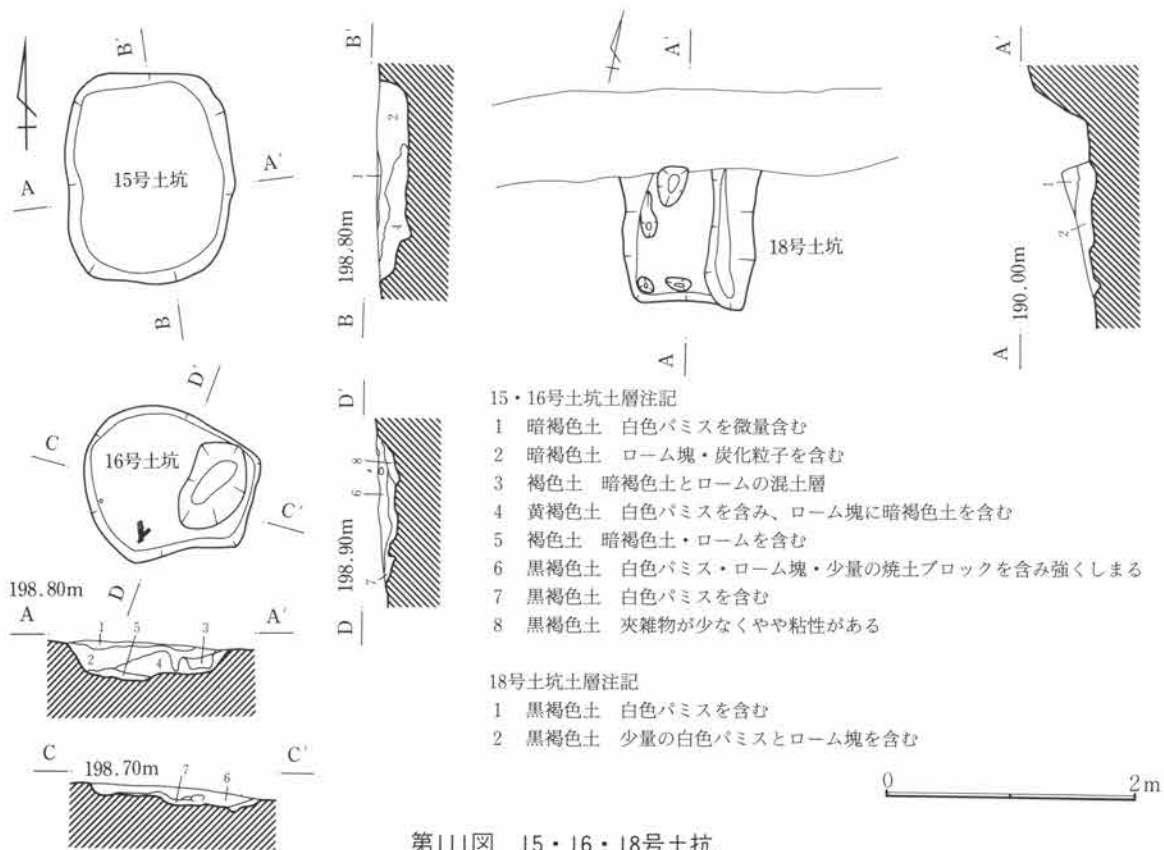 B'
15号土坑
A'
A
B
B'
2
1
4
198.80m
B
A'
18号土坑
A
A'
1
2
190.00m
A
D'
C
16号土坑
C'
D
D'
8
6
7
198.90m
D
198.80m
A
1
5
3
2
4
A'
C
198.70m
7
6
C'
15・16号土坑土層注記
1 暗褐色土 白色パミスを微量含む
2 暗褐色土 ローム塊・炭化粒子を含む
3 褐色土 暗褐色土とロームの混土層
4 黄褐色土 白色パミスを含み、ローム塊に暗褐色土を含む
5 褐色土 暗褐色土・ロームを含む
6 黒褐色土 白色パミス・ローム塊・少量の焼土ブロックを含み強くしまる
7 黒褐色土 白色パミスを含む
8 黒褐色土 夾雑物が少なくやや粘性がある
18号土坑土層注記
1 黒褐色土 白色パミスを含む
2 黒褐色土 少量の白色パミスとローム塊を含む
0 2m
第111図 15・16・18号土坑